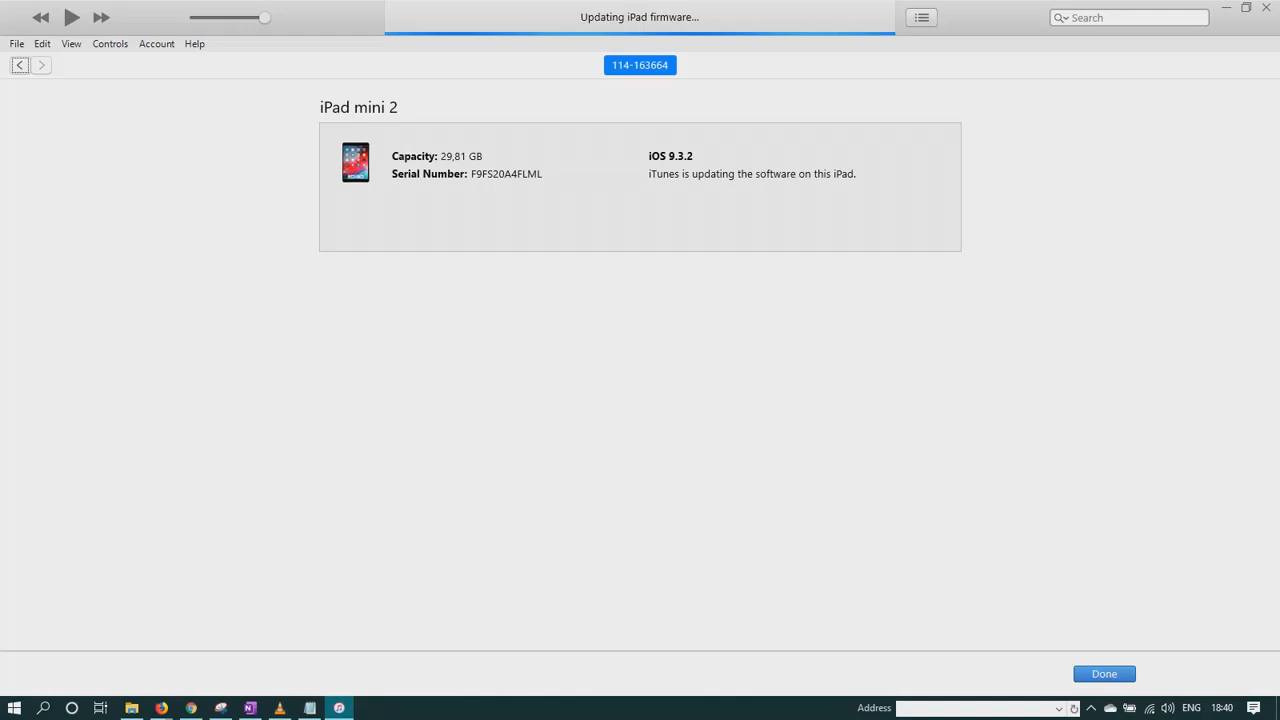 Updating iPad firmware...
Search
File Edit View Controls Account Help
114-163664
iPad mini 2
Capacity: 29,81 GB
Serial Number: F9FS20A4FLML
iOS 9.3.2
iTunes is updating the software on this iPad.
Done
Address
ENG
18:40